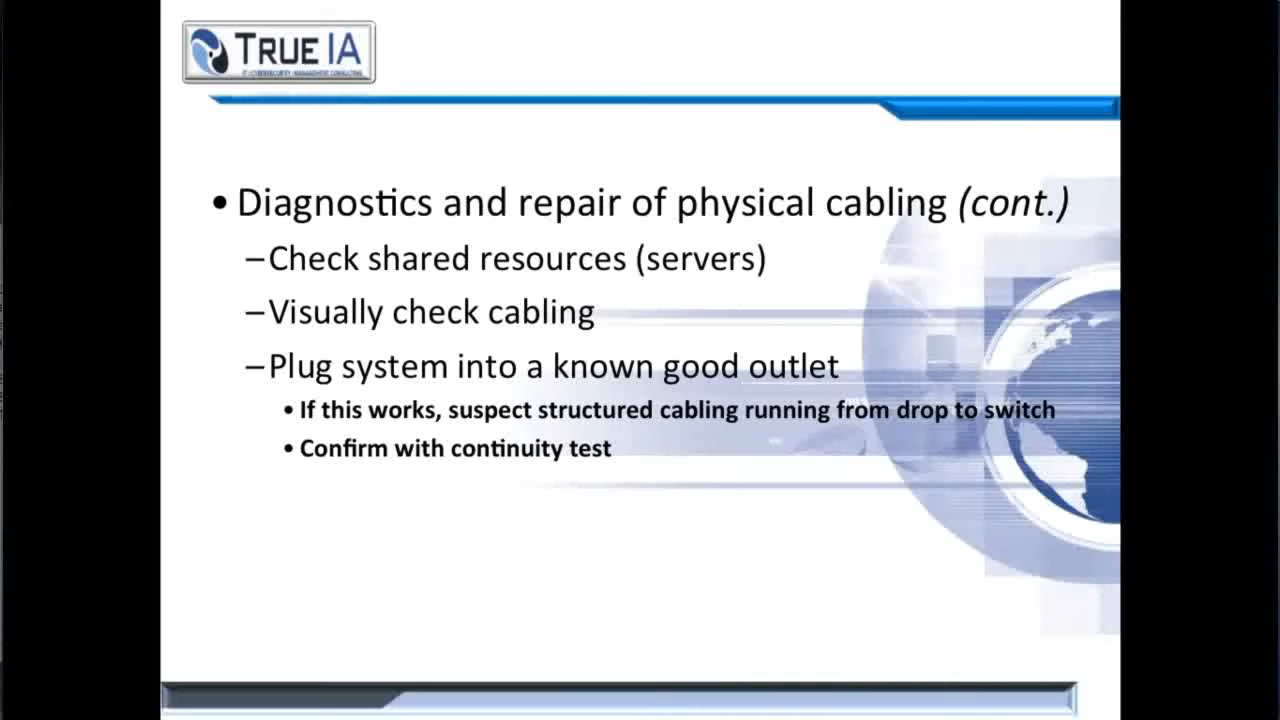 TRUE IA
• Diagnostics and repair of physical cabling (cont.)
–Check shared resources (servers)
–Visually check cabling
–Plug system into a known good outlet
• If this works, suspect structured cabling running from drop to switch
• Confirm with continuity test